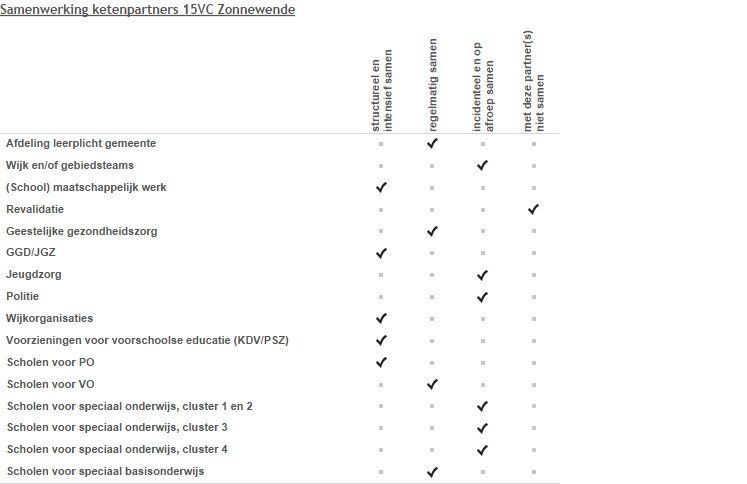 Samenwerking ketenpartners 15VC Zonnewende
structureel en
intensief samen
regelmatig samen
incidenteel en op
afroep samen
met deze partner(s)
niet samen
Afdeling leerplicht gemeente
Wijk en/of gebiedsteams
(School) maatschappelijk werk
Revalidatie
Geestelijke gezondheidszorg
GGD/JGZ
Jeugdzorg
Politie
Wijkorganisaties
Voorzieningen voor voorschoolse educatie (KDV/PSZ)
Scholen voor PO
Scholen voor VO
Scholen voor speciaal onderwijs, cluster 1 en 2
Scholen voor speciaal onderwijs, cluster 3
Scholen voor speciaal onderwijs, cluster 4
Scholen voor speciaal basisonderwijs